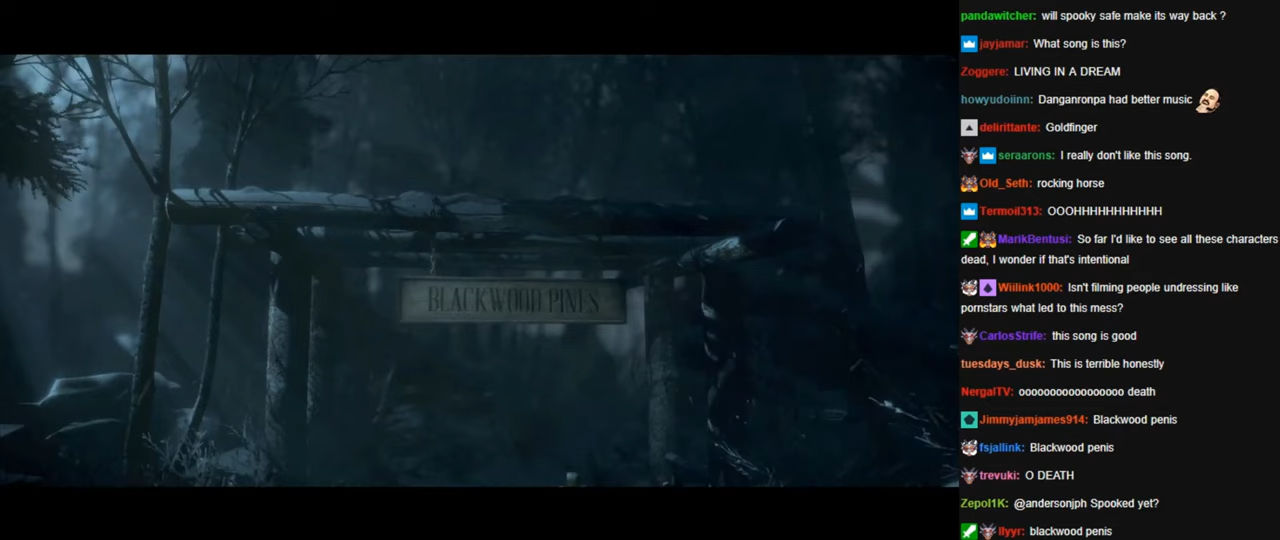 BLACKWOOD PINES
pandawitcher: will spooky safe make its way back ?
jayjamar: What song is this?
Zoggere: LIVING IN A DREAM
howyudoiinn: Danganronpa had better music
delirittante: Goldfinger
seraarons: I really don't like this song.
Old_Seth: rocking horse
Termoil313: OOOHHHHHHHHHHH
MarikBentusi: So far I'd like to see all these characters
dead, I wonder if that's intentional
Wiilink1000: Isn't filming people undressing like
pornstars what led to this mess?
CarlosStrife: this song is good
tuesdays_dusk: This is terrible honestly
NergalTV: oooooooooooooooo death
Jimmyjamjames914: Blackwood penis
fsjallink: Blackwood penis
trevuki: O DEATH
Zepol1K: @andersonjph Spooked yet?
llyyr: blackwood penis